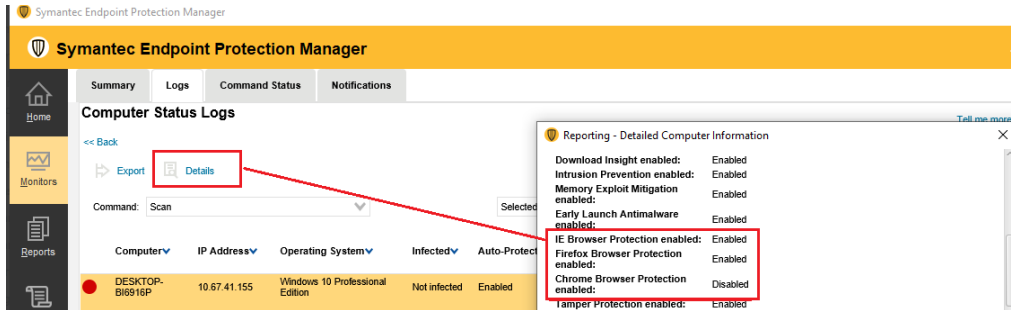 Symantec Endpoint Protection Manager
Symantec Endpoint Protection Manager
Home
Monitors
Reports
Summary Logs Command Status Notifications
Computer Status Logs
Tell me more
<< Back
Export Details
Command: Scan Selected
Computer IP Address Operating System Infected Auto-Protect
DESKTOP-
BI6916P
10.67.41.155
Windows 10 Professional
Edition
Not infected
Enabled
Reporting - Detailed Computer Information
Download Insight enabled: Enabled
Intrusion Prevention enabled: Enabled
Memory Exploit Mitigation
enabled: Enabled
Early Launch Antimalware
enabled: Enabled
IE Browser Protection enabled: Enabled
Firefox Browser Protection
enabled: Enabled
Chrome Browser Protection
enabled: Disabled
Tamper Protection enabled: Enabled